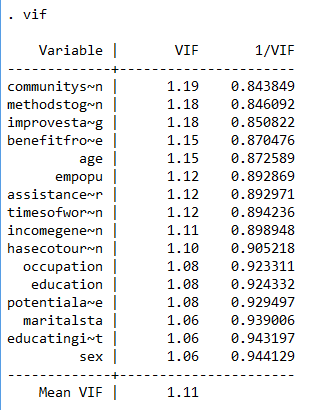 . vif
Variable | VIF 1/VIF
-------------+----------------------
communitys~n | 1.19 0.843849
methodstog~n | 1.18 0.846092
improvesta~g | 1.18 0.850822
benefitfro~e | 1.15 0.870476
age | 1.15 0.872589
empopu | 1.12 0.892869
assistance~r | 1.12 0.892971
timesofwor~n | 1.12 0.894236
incomegene~n | 1.11 0.898948
hasecotour~n | 1.10 0.905218
occupation | 1.08 0.923311
education | 1.08 0.924332
potentiala~e | 1.08 0.929497
maritalsta | 1.06 0.939006
educatingi~t | 1.06 0.943197
sex | 1.06 0.944129
-------------+----------------------
Mean VIF | 1.11